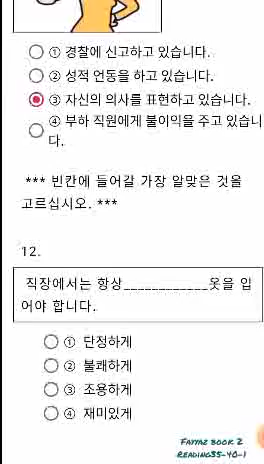 ① 경찰에 신고하고 있습니다.
② 성적 언동을 하고 있습니다.
③ 자신의 의사를 표현하고 있습니다.
④ 부하 직원에게 불이익을 주고 있습니
다.
*** 빈칸에 들어갈 가장 알맞은 것을
고르십시오. ***
12.
직장에서는 항상____________옷을 입
어야 합니다.
① 단정하게
② 불쾌하게
③ 조용하게
④ 재미있게
Fayyaz book 2
Reading35-40-1